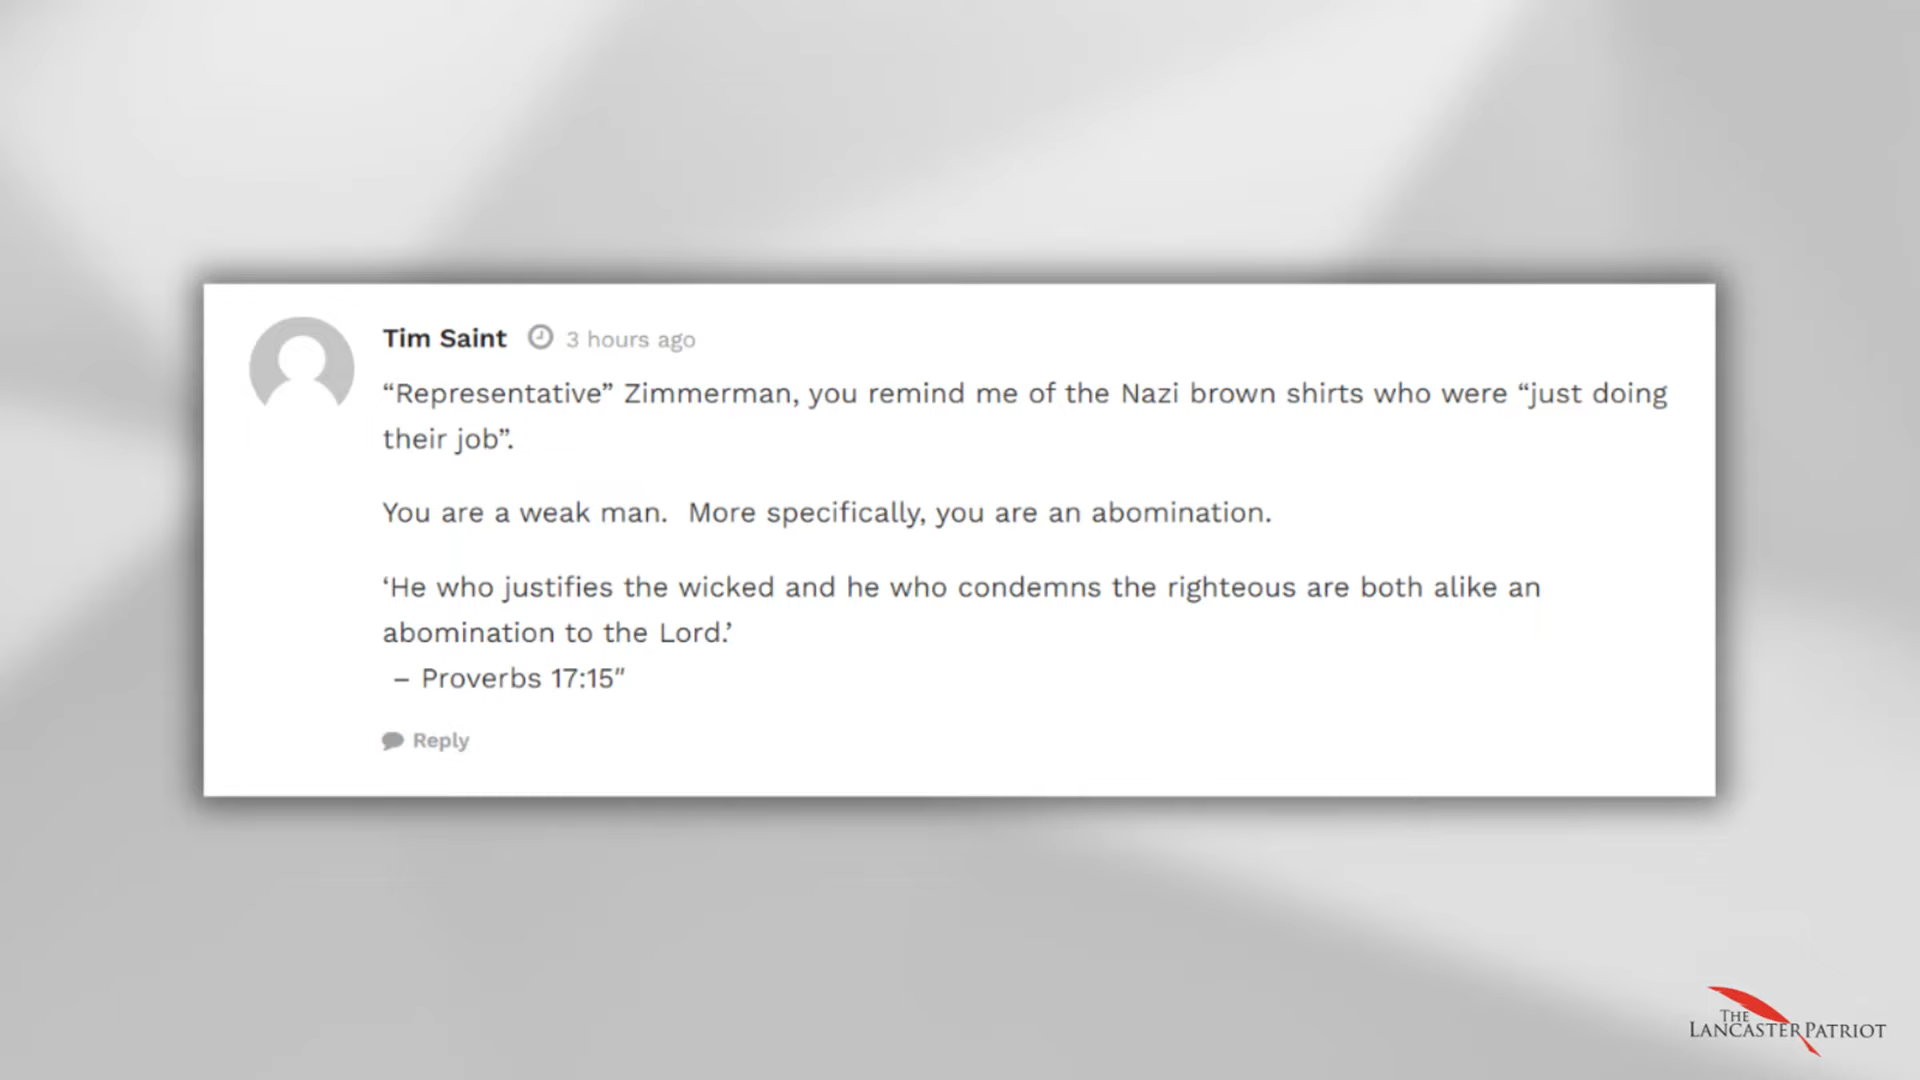 Tim Saint 3 hours ago
“Representative” Zimmerman, you remind me of the Nazi brown shirts who were “just doing
their job”.
You are a weak man.  More specifically, you are an abomination.
‘He who justifies the wicked and he who condemns the righteous are both alike an
abomination to the Lord.’
– Proverbs 17:15″
Reply
THE
LANCASTER PATRIOT